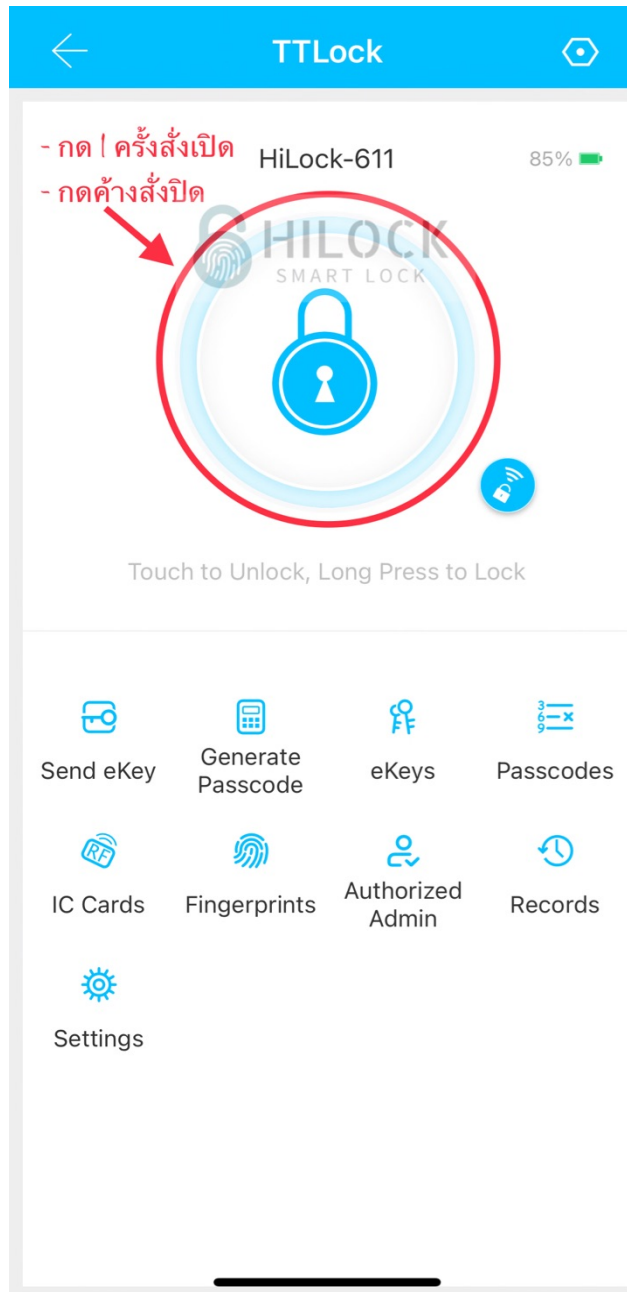 TTLock
- กด 1 ครั้งสั่งเปิด
- กดค้างสั่งปิด
HiLock-611
85%
HILOCK
SMART LOCK
Touch to Unlock, Long Press to Lock
Send eKey
Generate
Passcode
eKeys
Passcodes
IC Cards
Fingerprints
Authorized
Admin
Records
Settings